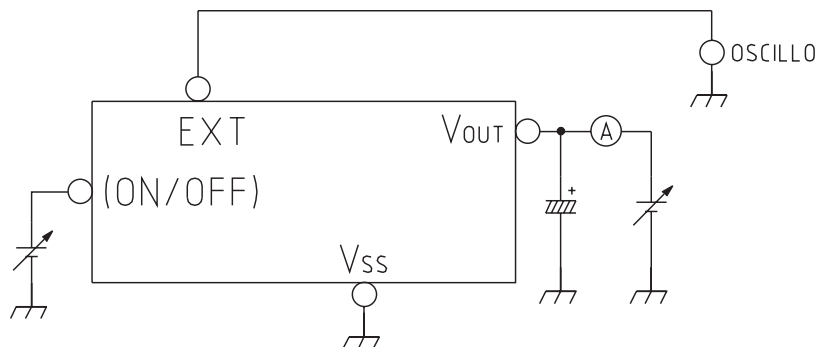 OSCILLO
EXT
VOUT
A
(ON/OFF)
+
VSS